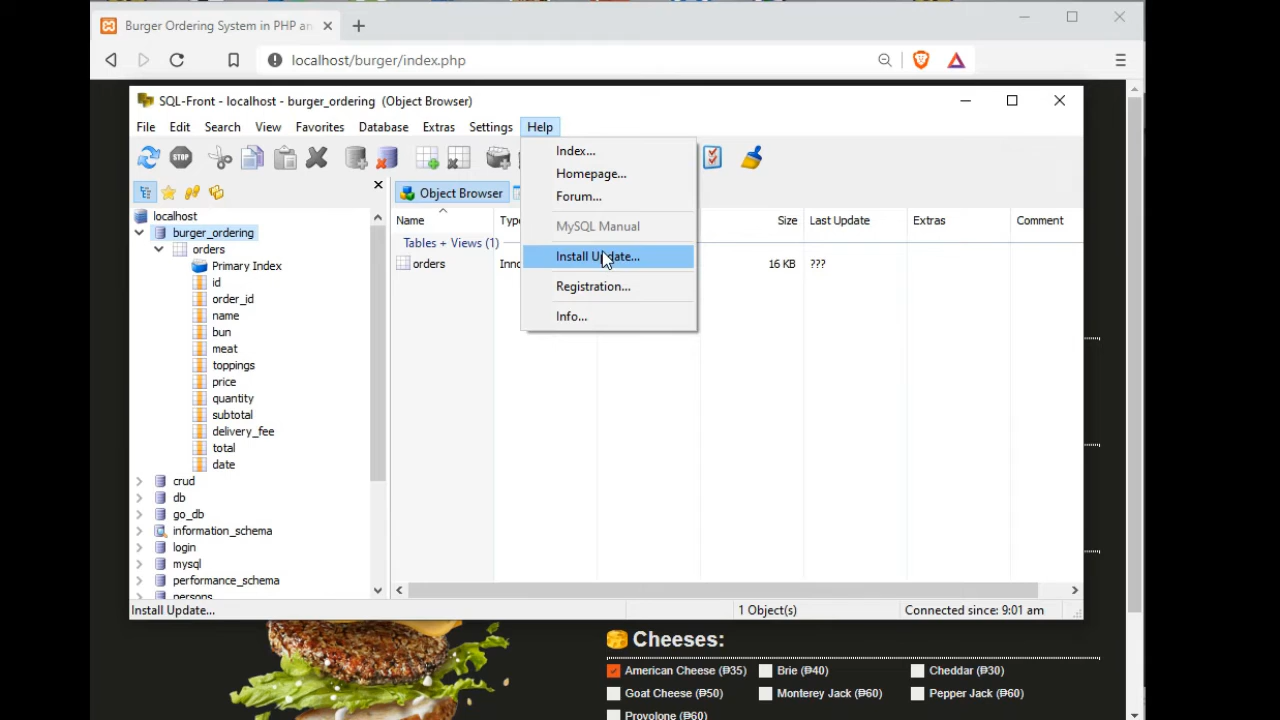 Burger Ordering System in PHP an
localhost/burger/index.php
SQL-Front - localhost - burger_ordering (Object Browser)
File Edit Search View Favorites Database Extras Settings Help
STOP
Index...
Homepage...
Forum...
MySQL Manual
Install Update...
Registration...
Info...
Object Browser
Name Type Size Last Update Extras Comment
Tables + Views (1)
orders Inno 16 KB ???
localhost
burger_ordering
orders
Primary Index
id
order_id
name
bun
meat
toppings
price
quantity
subtotal
delivery_fee
total
date
crud
db
go_db
information_schema
login
mysql
performance_schema
persons
Install Update... 1 Object(s) Connected since: 9:01 am
Cheeses:
American Cheese (₱35) Brie (₱40) Cheddar (₱30)
Goat Cheese (₱50) Monterey Jack (₱60) Pepper Jack (₱60)
Provolone (₱60)